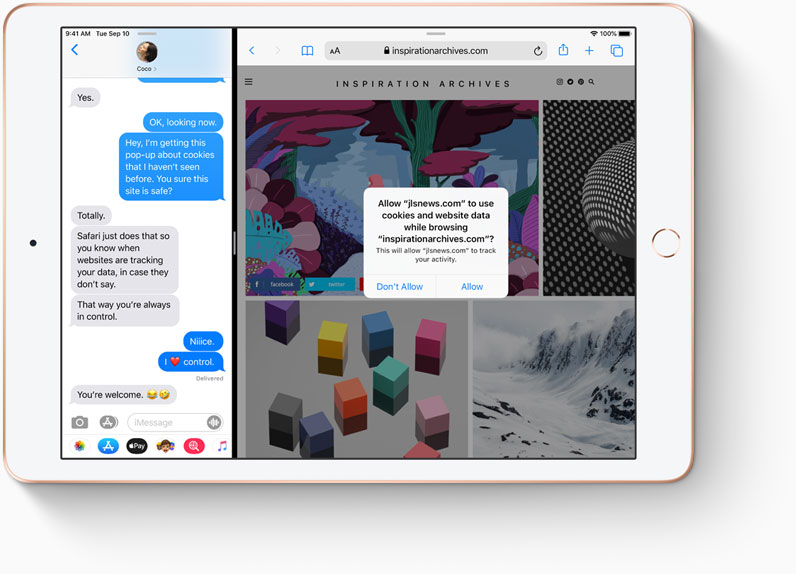 9:41 AM Tue Sep 10
100%
Coco >
Yes.
OK, looking now.
Hey, I'm getting this
pop-up about cookies
that I haven't seen
before. You sure this
site is safe?
Totally.
Safari just does that so
you know when
websites are tracking
your data, in case they
don't say.
That way you're always
in control.
Niiice.
I ❤️ control.
Delivered
You're welcome. 😂🤣
iMessage
Pay
AA
inspirationarchives.com
INSPIRATION ARCHIVES
Allow “jlsnews.com” to use
cookies and website data
while browsing
“inspirationarchives.com”?
This will allow “jlsnews.com” to track
your activity.
Don't Allow
Allow
facebook
twitter